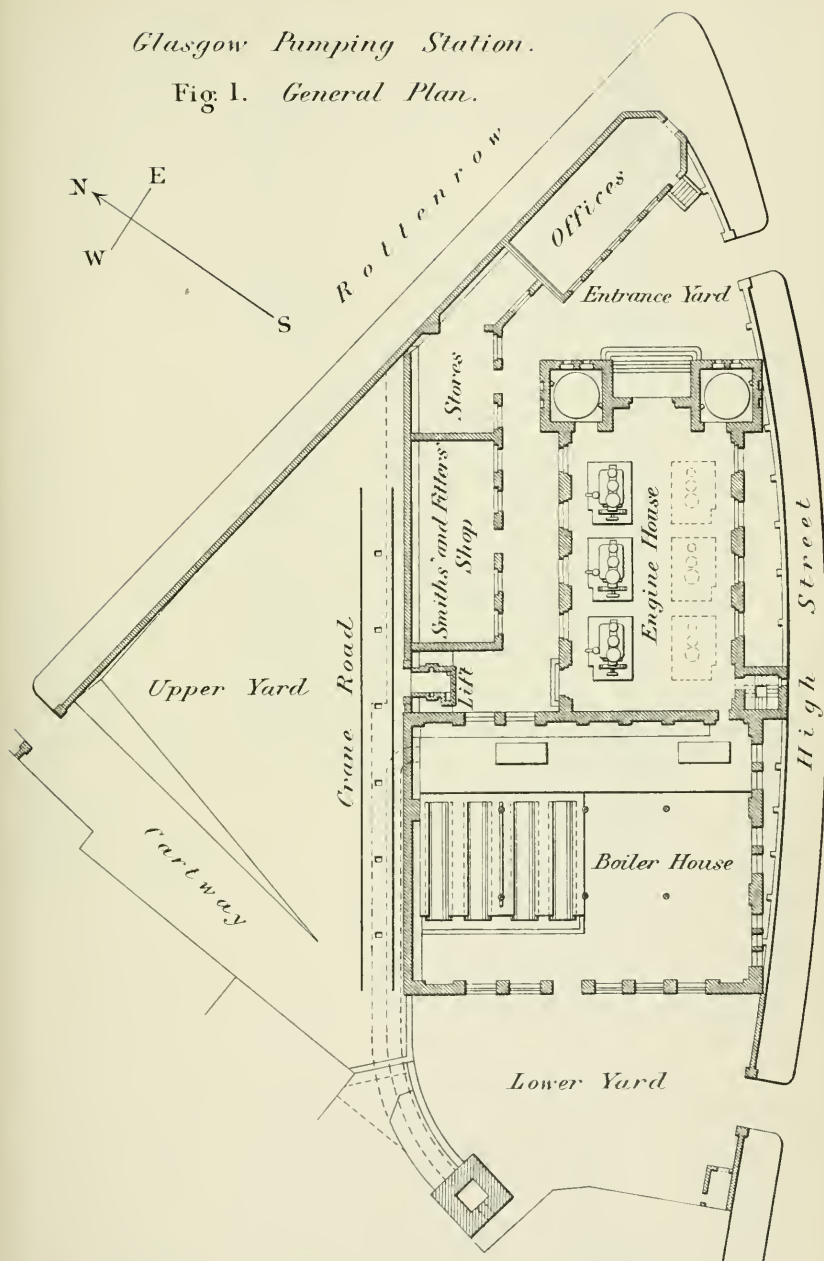 Glasgow Pumping Station.
Fig. 1. General Plan.
N
E
W
S
Rottenrow
Offices
Entrance Yard
Stores
Smiths' and Fitters'
Shop
Engine House
High Street
Lift
Upper Yard
Crane Road
Cartway
Boiler House
Lower Yard